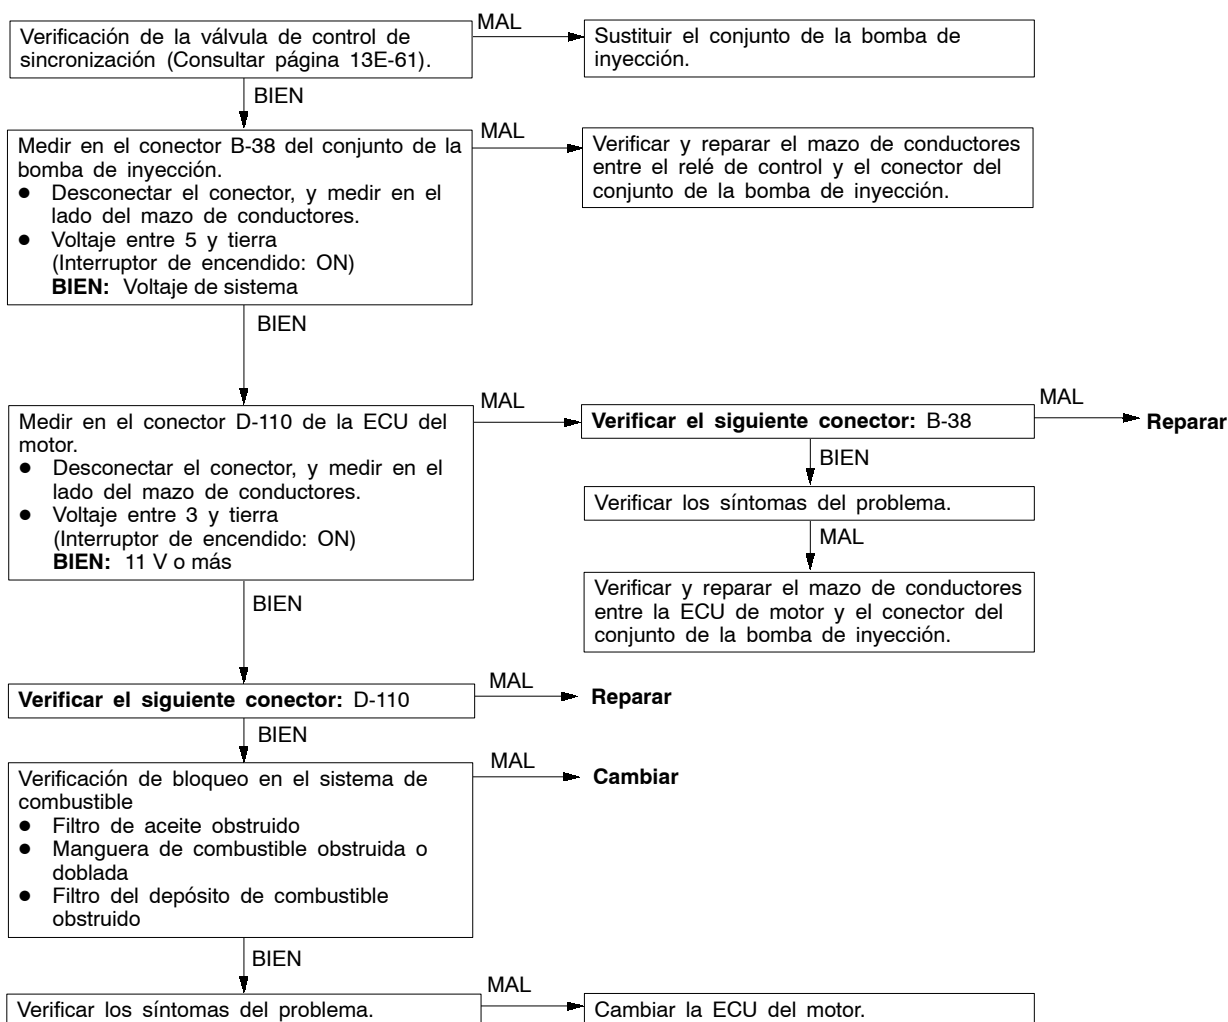 Verificación de la válvula de control de
sincronización (Consultar página 13E-61).
MAL
Sustituir el conjunto de la bomba de
inyección.
BIEN
Medir en el conector B-38 del conjunto de la
bomba de inyección.
● Desconectar el conector, y medir en el
lado del mazo de conductores.
● Voltaje entre 5 y tierra
(Interruptor de encendido: ON)
BIEN: Voltaje de sistema
MAL
Verificar y reparar el mazo de conductores
entre el relé de control y el conector del
conjunto de la bomba de inyección.
BIEN
Medir en el conector D-110 de la ECU del
motor.
● Desconectar el conector, y medir en el
lado del mazo de conductores.
● Voltaje entre 3 y tierra
(Interruptor de encendido: ON)
BIEN: 11 V o más
MAL
Verificar el siguiente conector: B-38
MAL
Reparar
BIEN
Verificar los síntomas del problema.
MAL
Verificar y reparar el mazo de conductores
entre la ECU de motor y el conector del
conjunto de la bomba de inyección.
BIEN
Verificar el siguiente conector: D-110
MAL
Reparar
BIEN
Verificación de bloqueo en el sistema de
combustible
● Filtro de aceite obstruido
● Manguera de combustible obstruida o
doblada
● Filtro del depósito de combustible
obstruido
MAL
Cambiar
BIEN
Verificar los síntomas del problema.
MAL
Cambiar la ECU del motor.